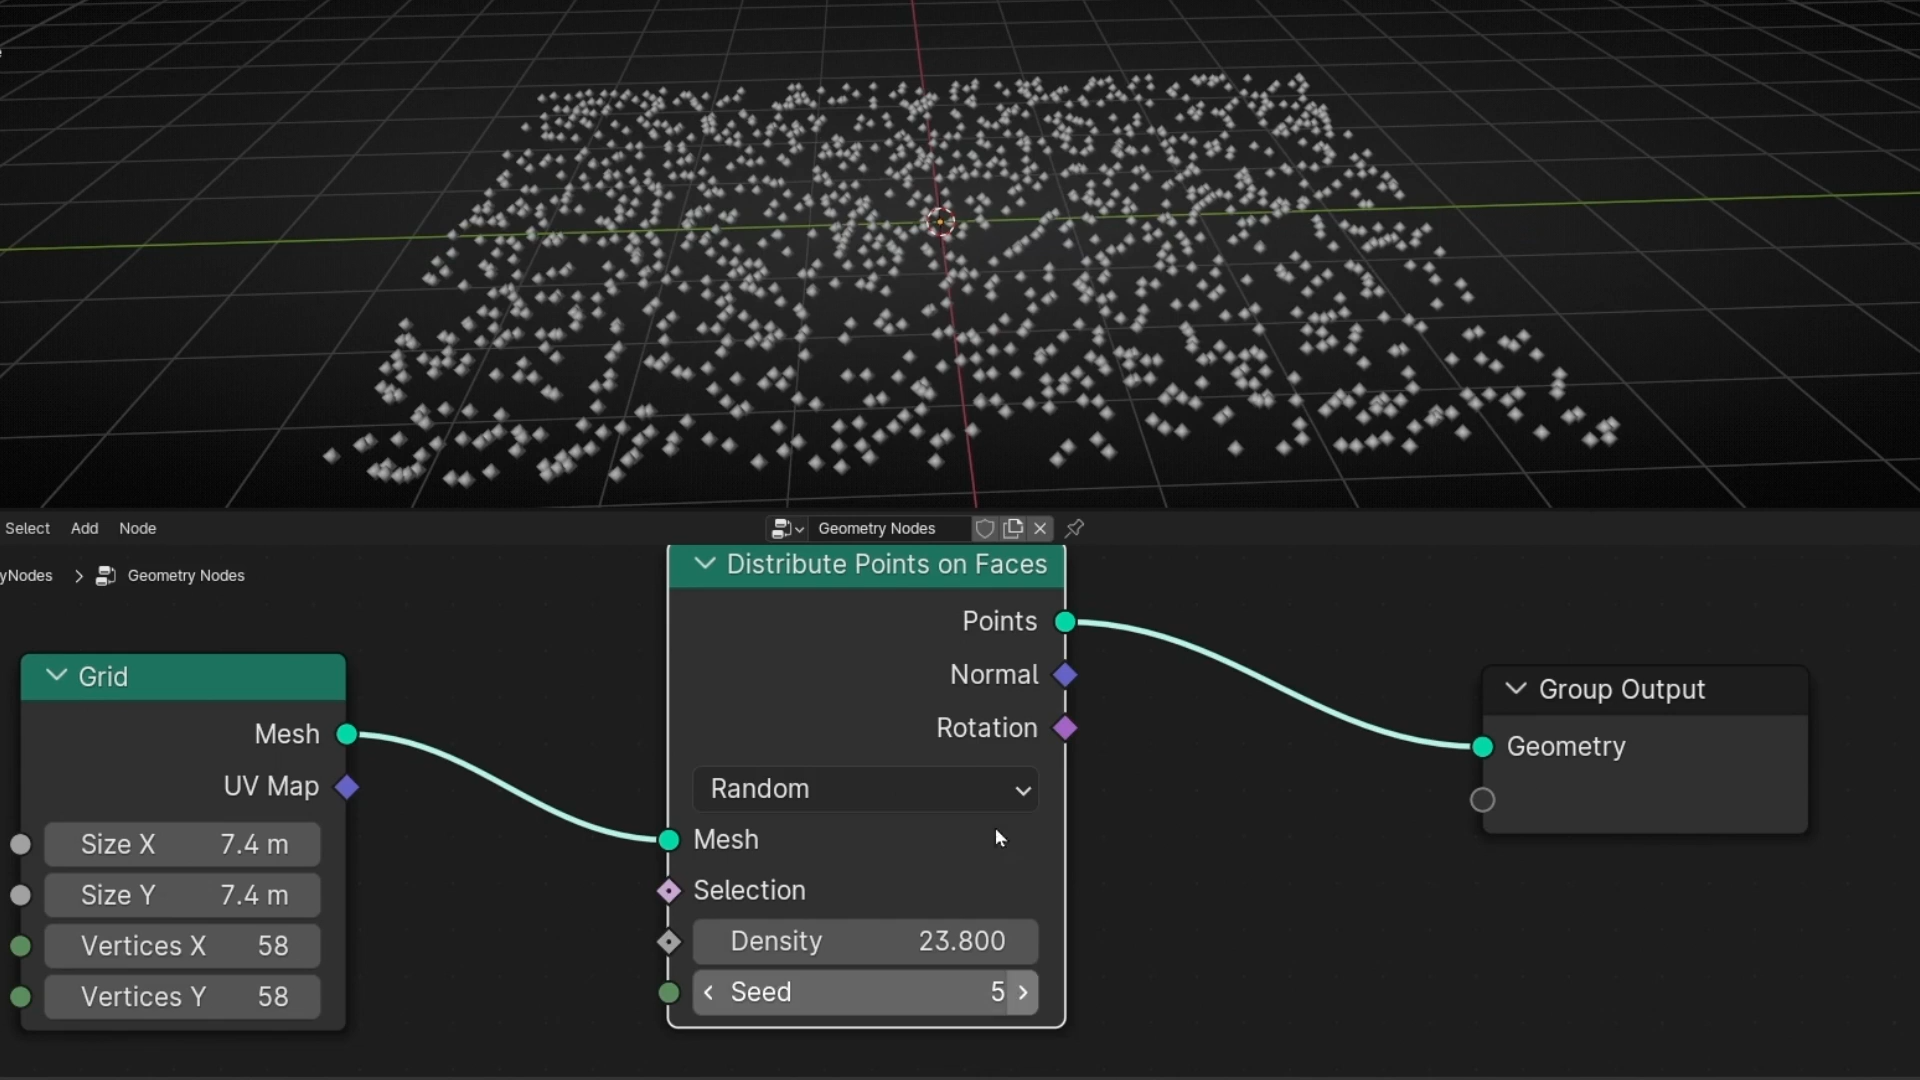 Select Add Node Geometry Nodes
yNodes Geometry Nodes
Distribute Points on Faces
Points
Normal
Rotation
Random
Mesh
Selection
Density 23.800
Seed 5
Grid
Mesh
UV Map
Size X 7.4 m
Size Y 7.4 m
Vertices X 58
Vertices Y 58
Group Output
Geometry